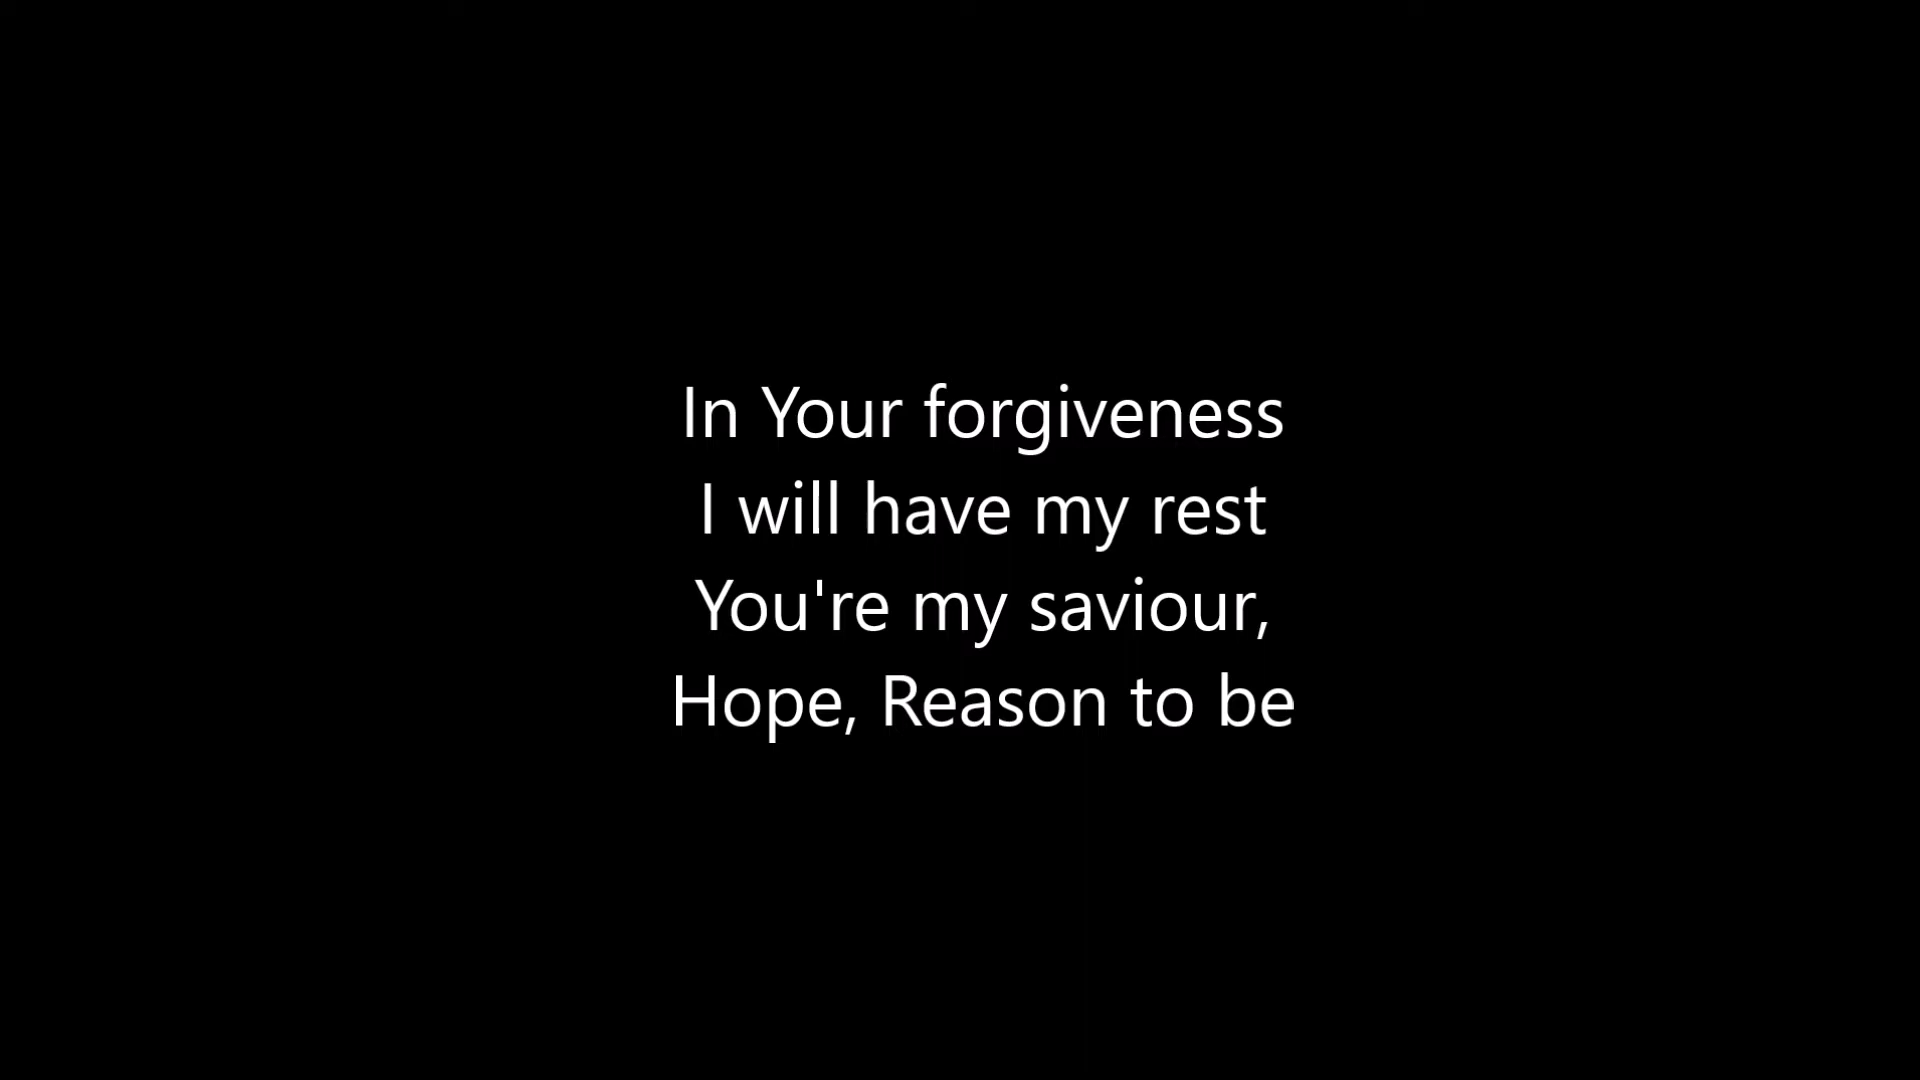 In Your forgiveness
I will have my rest
You're my saviour,
Hope, Reason to be